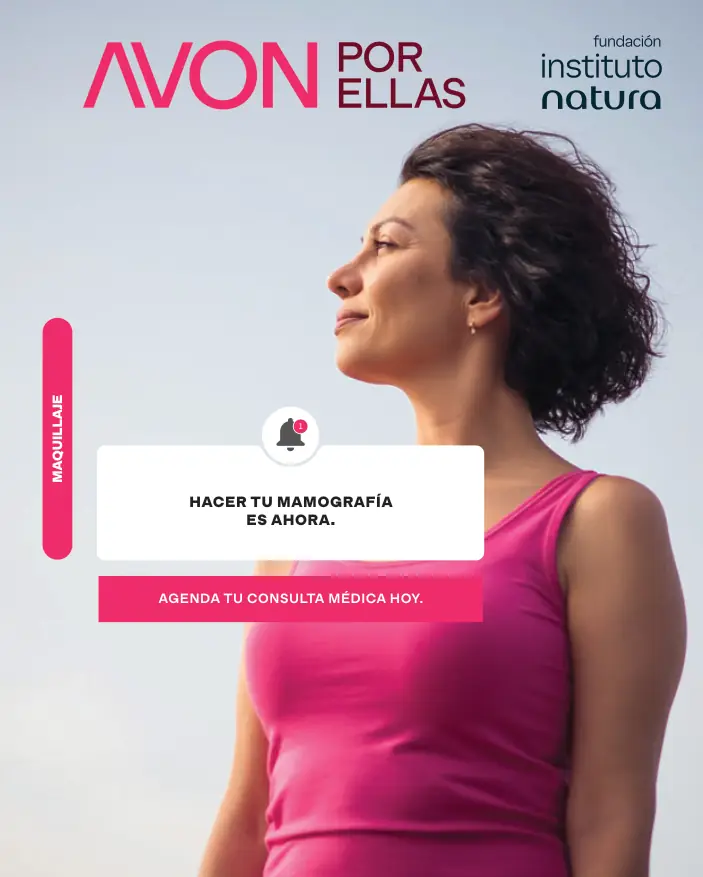 AVON POR
ELLAS
fundación
instituto
natura
MAQUILLAJE
1
HACER TU MAMOGRAFÍA
ES AHORA.
AGENDA TU CONSULTA MÉDICA HOY.